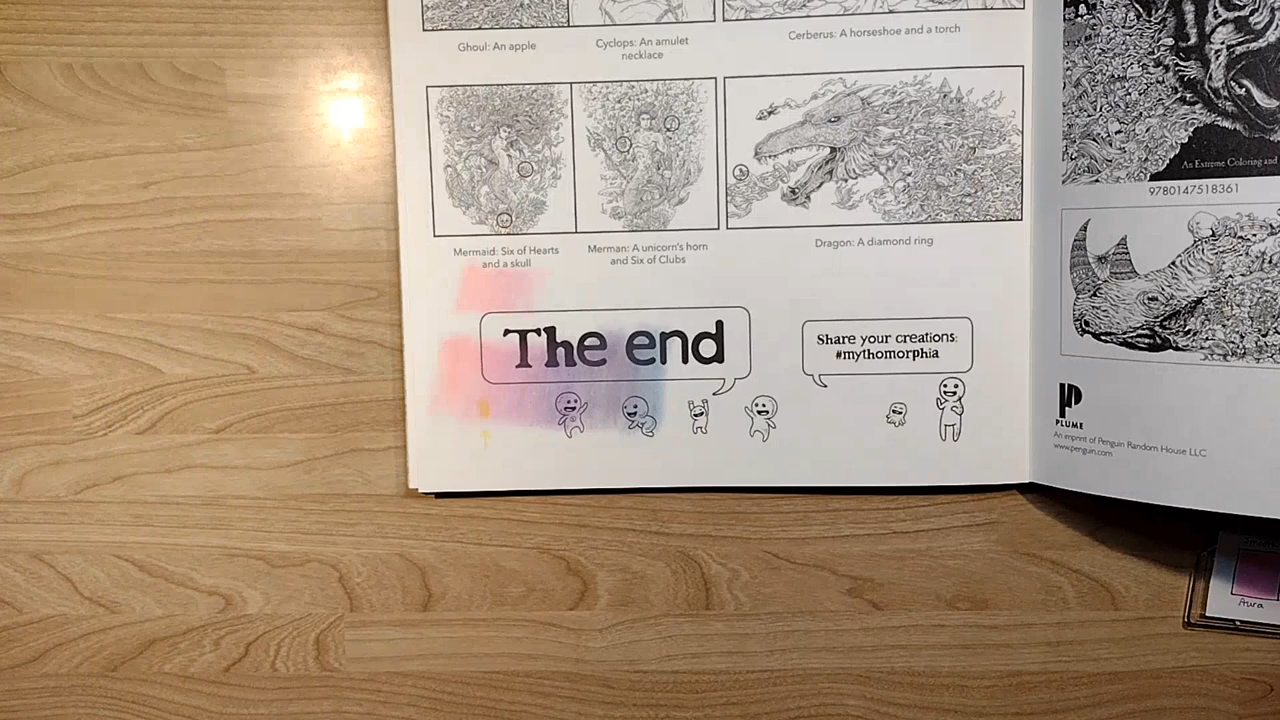 Ghoul: An apple
Cyclops: An amulet
necklace
Cerberus: A horseshoe and a torch
Mermaid: Six of Hearts
and a skull
Merman: A unicorn's horn
and Six of Clubs
Dragon: A diamond ring
The end
Share your creations:
#mythomorphia
An Extreme Coloring and
9780147518361
PLUME
An imprint of Penguin Random House LLC
www.penguin.com
Aura